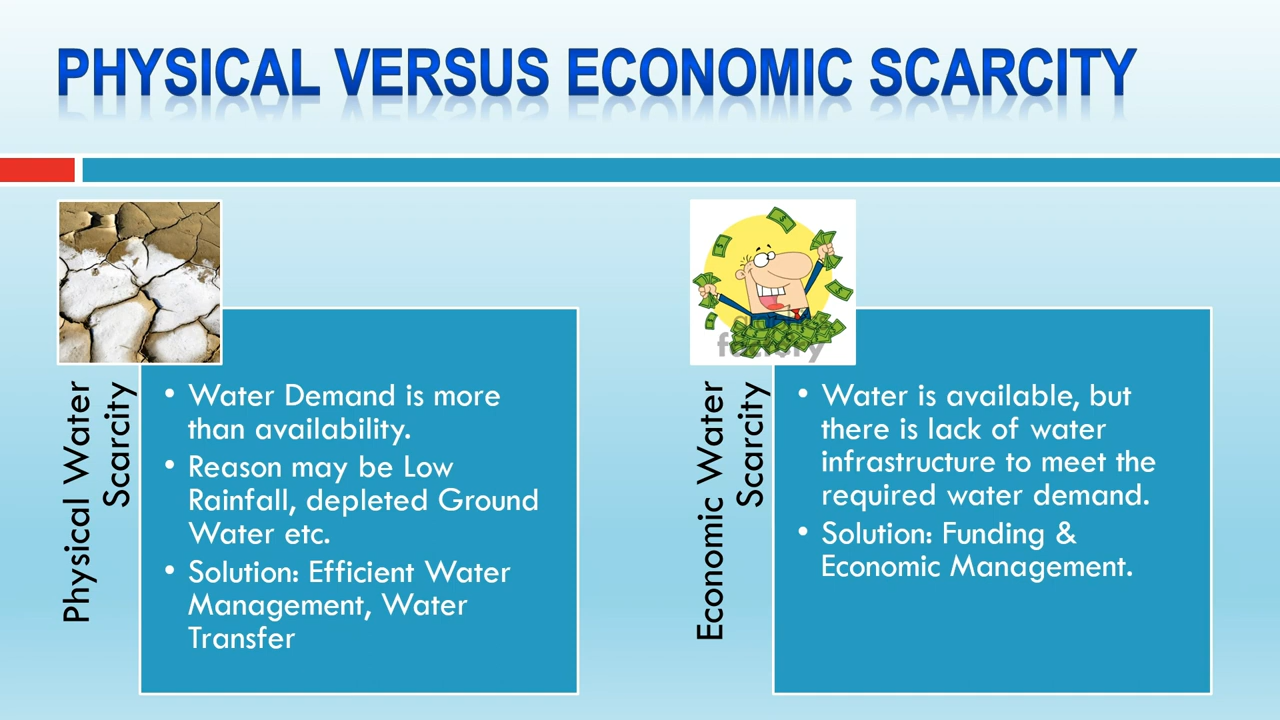 PHYSICAL VERSUS ECONOMIC SCARCITY
Physical Water
Scarcity
• Water Demand is more
than availability.
• Reason may be Low
Rainfall, depleted Ground
Water etc.
• Solution: Efficient Water
Management, Water
Transfer
Economic Water
Scarcity
• Water is available, but
there is lack of water
infrastructure to meet the
required water demand.
• Solution: Funding &
Economic Management.